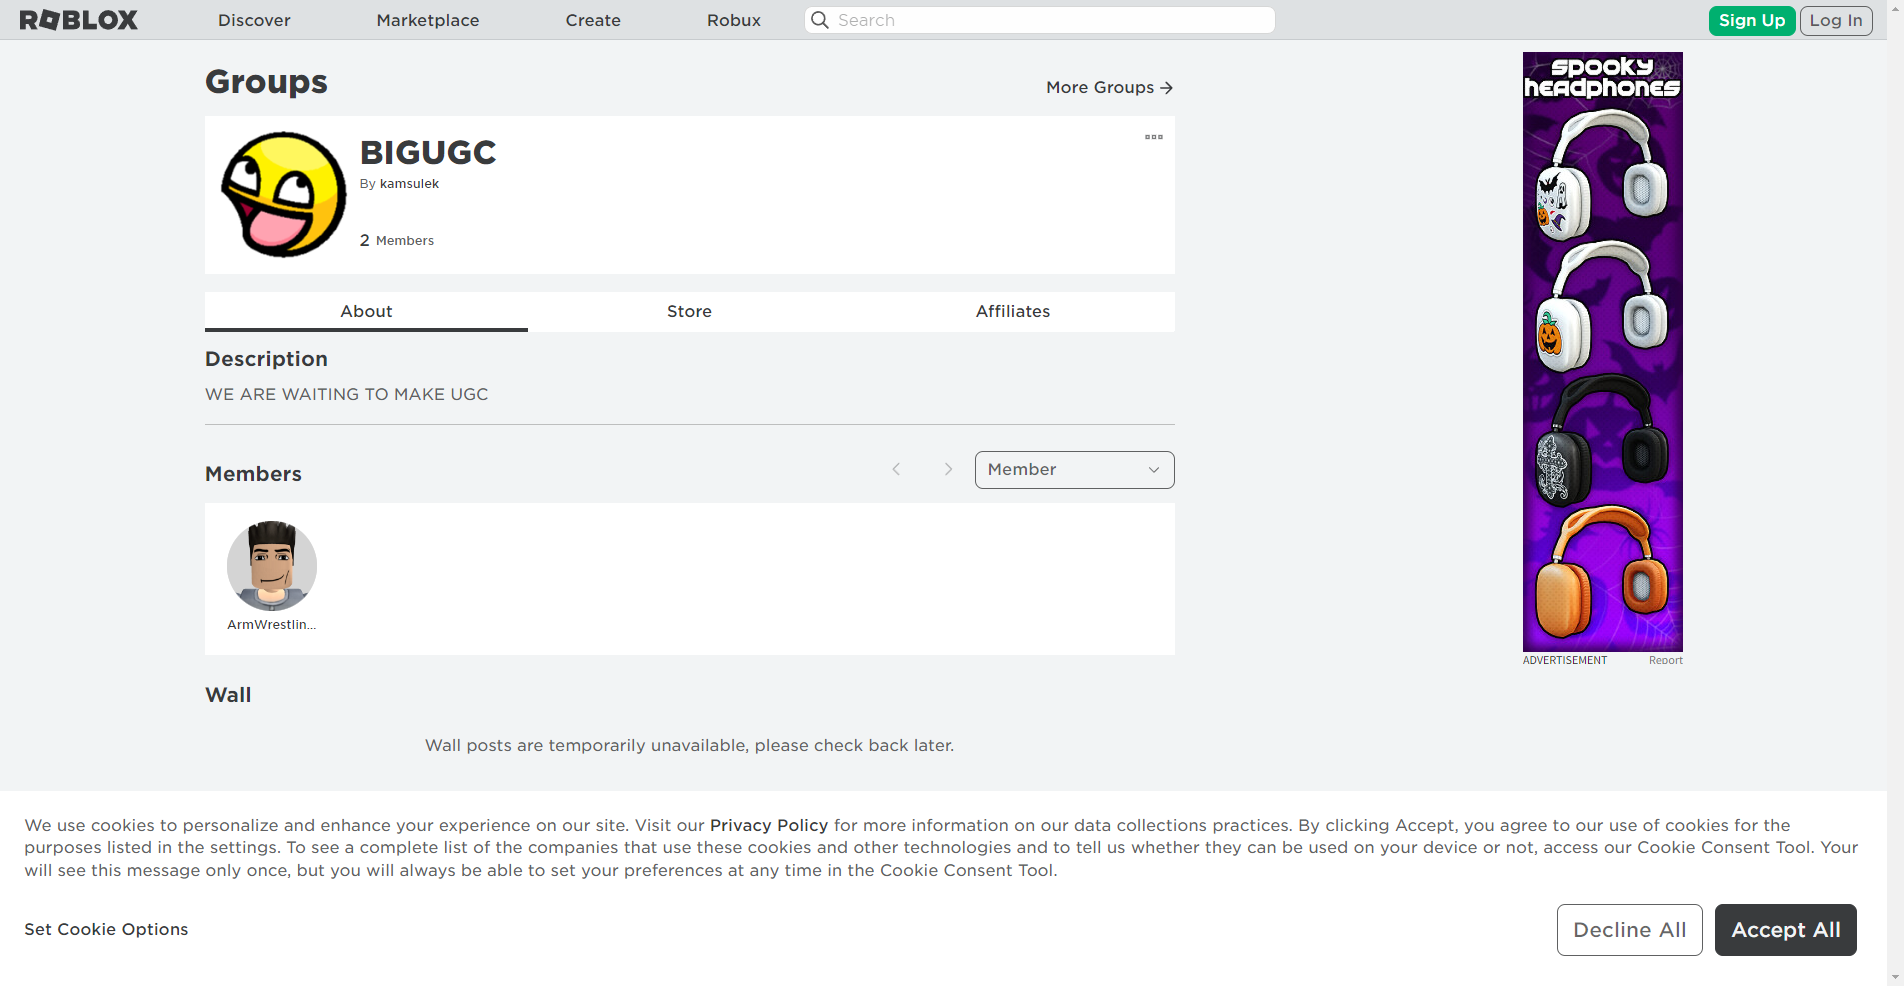 ROBLOX
Discover
Marketplace
Create
Robux
Search
Sign Up
Log In
Groups
More Groups →
BIGUGC
By kamsulek
2 Members
About
Store
Affiliates
Description
WE ARE WAITING TO MAKE UGC
Members
Member
ArmWrestlin...
Wall
Wall posts are temporarily unavailable, please check back later.
spooky
headphones
ADVERTISEMENT
Report
We use cookies to personalize and enhance your experience on our site. Visit our Privacy Policy for more information on our data collections practices. By clicking Accept, you agree to our use of cookies for the
purposes listed in the settings. To see a complete list of the companies that use these cookies and other technologies and to tell us whether they can be used on your device or not, access our Cookie Consent Tool. Your
will see this message only once, but you will always be able to set your preferences at any time in the Cookie Consent Tool.
Set Cookie Options
Decline All
Accept All